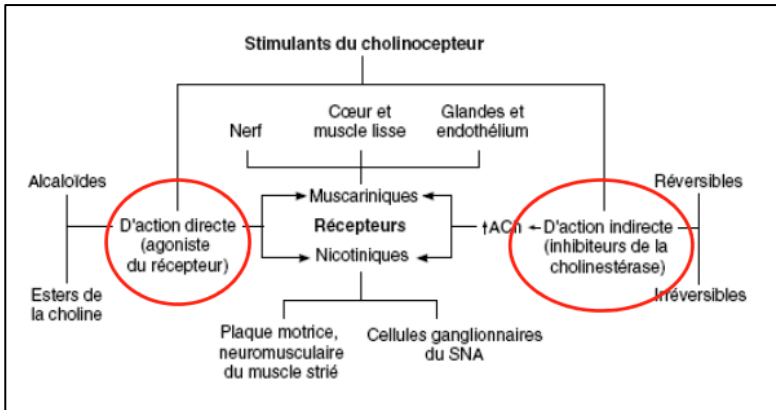 Stimulants du cholinocepteur
Nerf
Cœur et
muscle lisse
Glandes et
endothélium
Alcaloïdes
Réversibles
Muscariniques
D'action directe
(agoniste
du récepteur)
Récepteurs
↑ACh
D'action indirecte
(inhibiteurs de la
cholinestérase)
Nicotiniques
Esters de
la choline
Irréversibles
Plaque motrice,
neuromusculaire
du muscle strié
Cellules ganglionnaires
du SNA